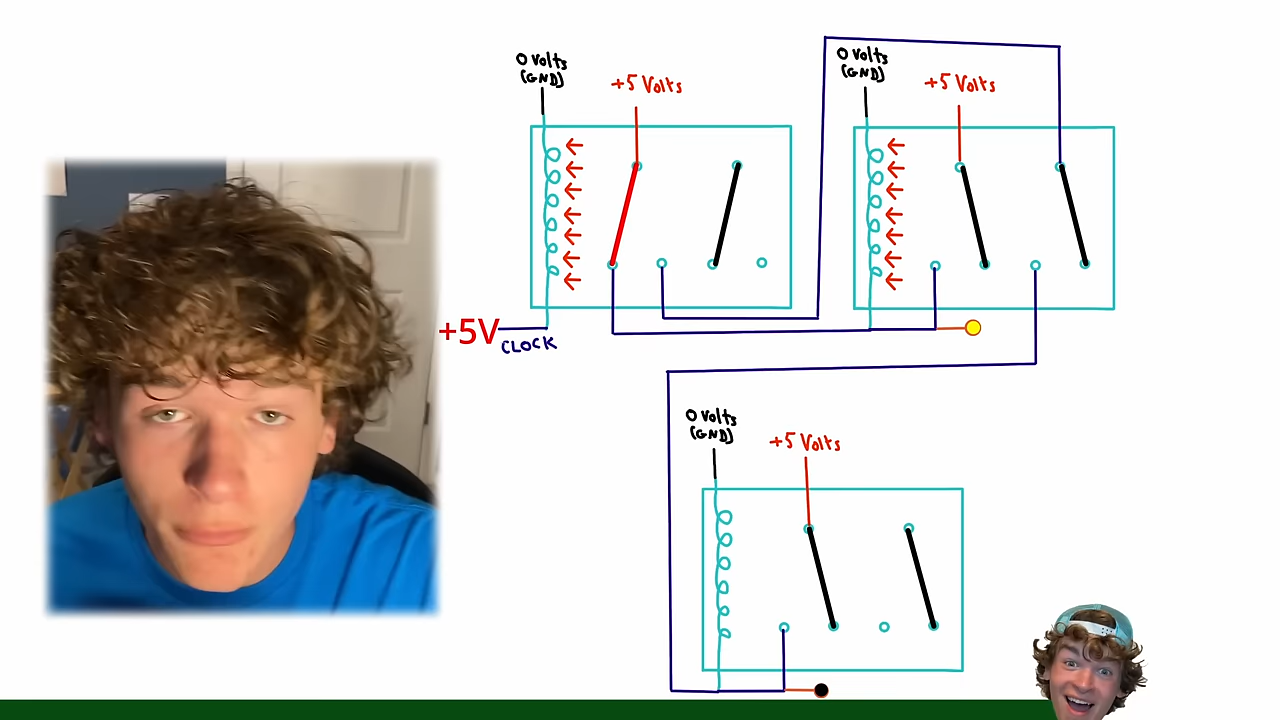 0 Volts
(GND)
+5 Volts
0 Volts
(GND)
+5 Volts
+5V
CLOCK
0 Volts
(GND)
+5 Volts